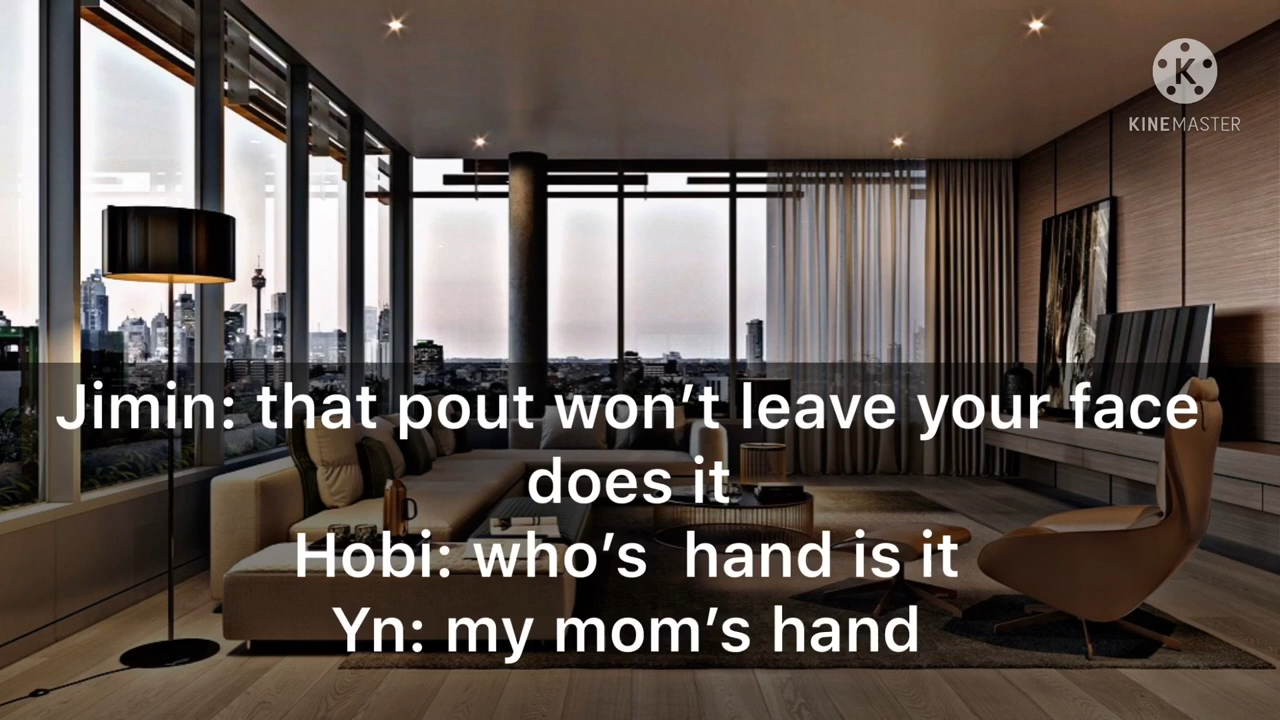 K
KINEMASTER
Jimin: that pout won’t leave your face
does it
Hobi: who’s  hand is it
Yn: my mom’s hand